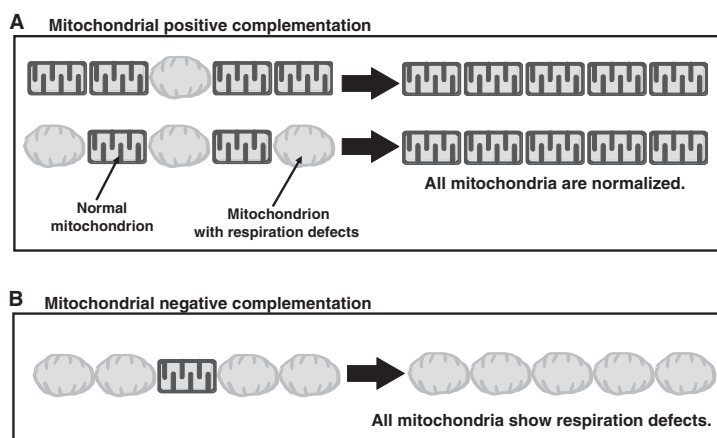 A Mitochondrial positive complementation
All mitochondria are normalized.
Normal
mitochondrion
Mitochondrion
with respiration defects
B Mitochondrial negative complementation
All mitochondria show respiration defects.